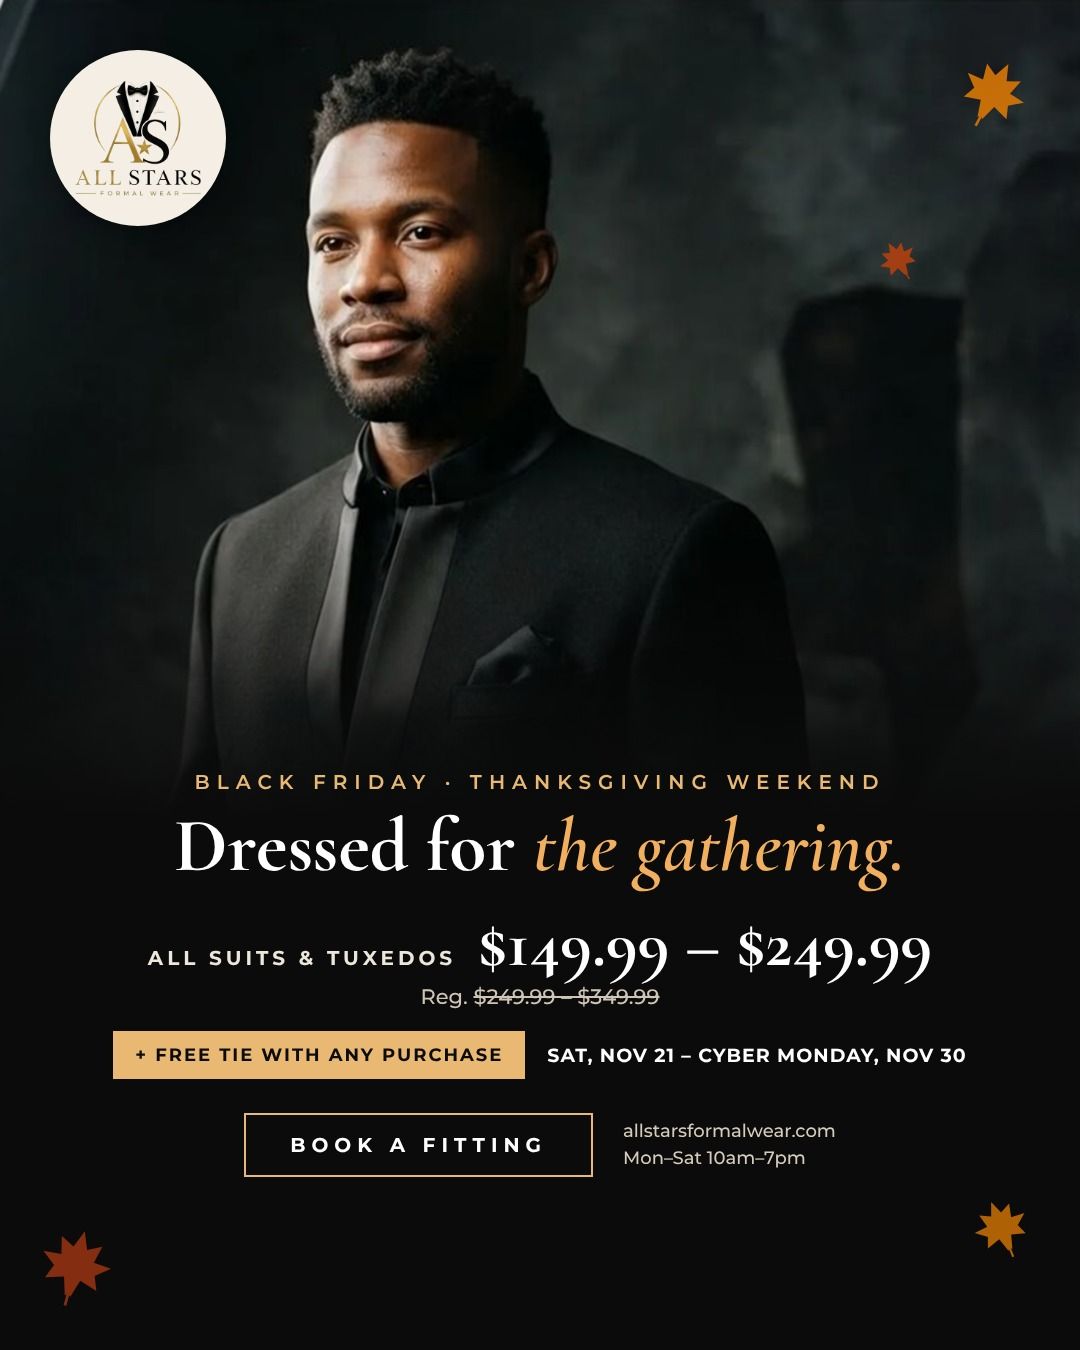 AS
ALL STARS
FORMAL WEAR
BLACK FRIDAY · THANKSGIVING WEEKEND
Dressed for the gathering.
ALL SUITS & TUXEDOS $149.99 – $249.99
Reg. $249.99 – $349.99
+ FREE TIE WITH ANY PURCHASE SAT, NOV 21 – CYBER MONDAY, NOV 30
BOOK A FITTING
allstarsformalwear.com
Mon–Sat 10am–7pm